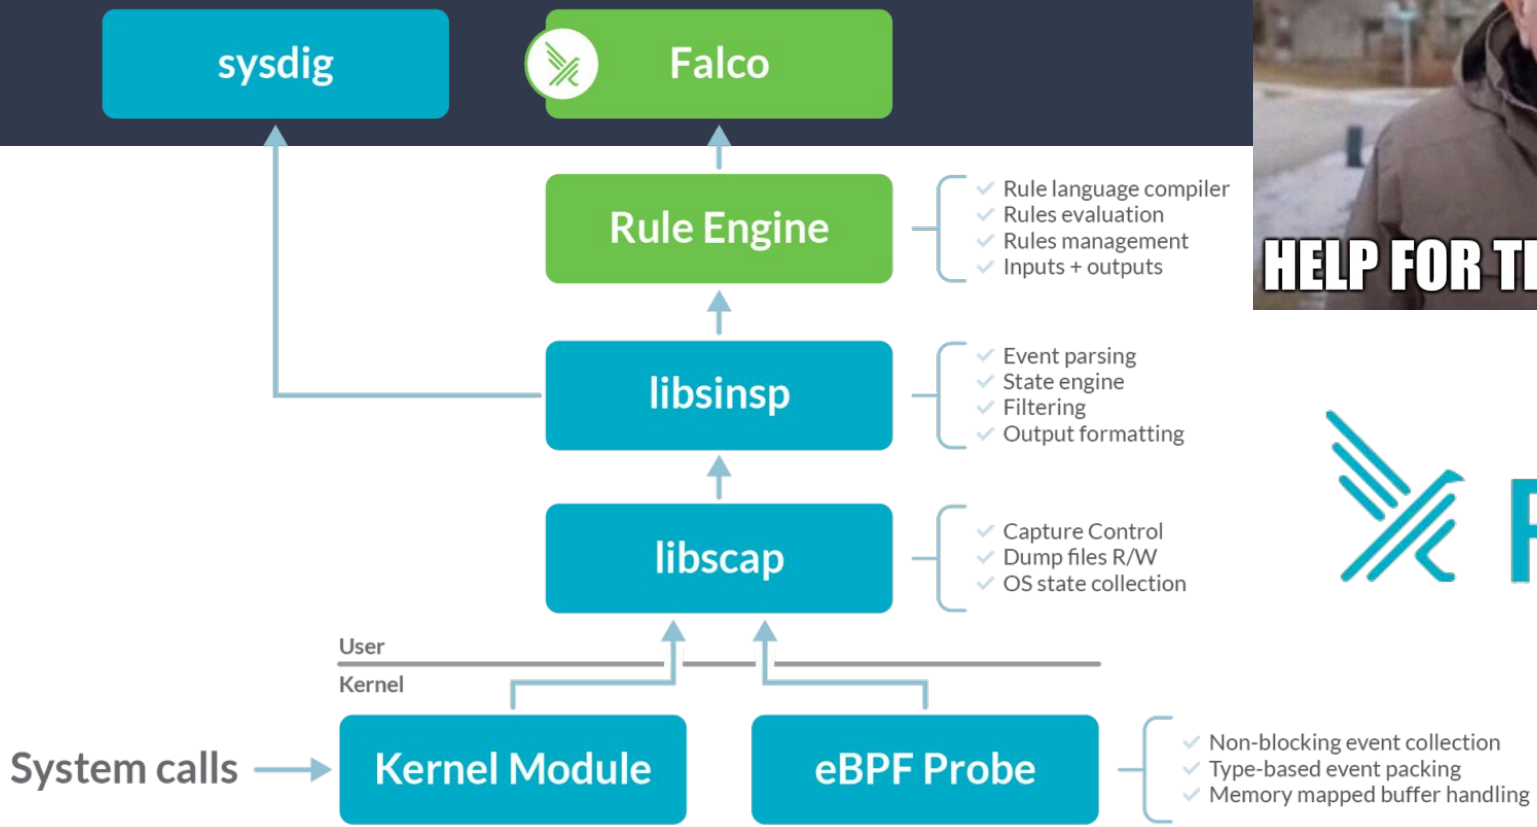 sysdig
Falco
Rule Engine
Rule language compiler
Rules evaluation
Rules management
Inputs + outputs
HELP FOR
libsinsp
Event parsing
State engine
Filtering
Output formatting
libscap
Capture Control
Dump files R/W
OS state collection
User
Kernel
System calls
Kernel Module
eBPF Probe
Non-blocking event collection
Type-based event packing
Memory mapped buffer handling